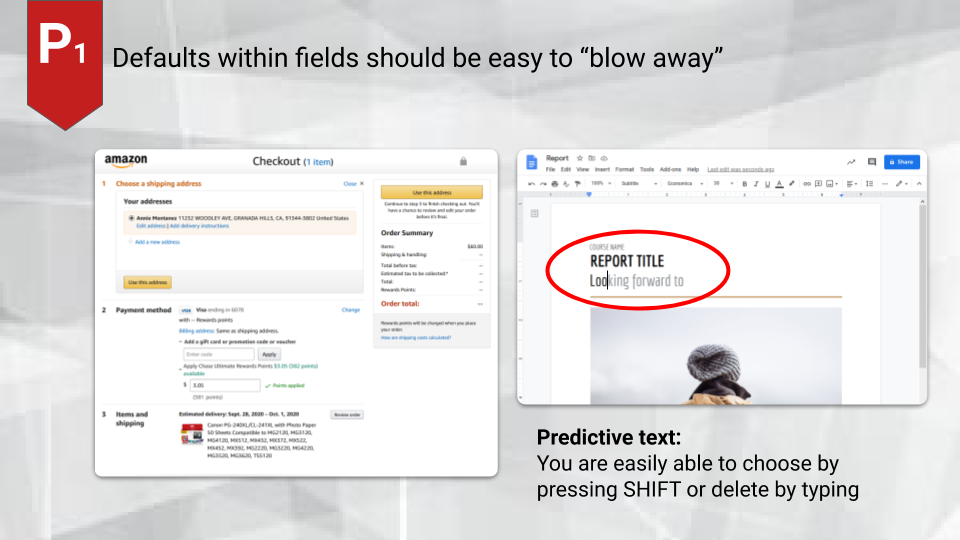 P1
Defaults within fields should be easy to “blow away”
amazon
Checkout (1 item)
1 Choose a shipping address
Close ×
Your addresses
Annie Montanez 11232 WOODLEY AVE, GRANADA HILLS, CA, 91344-3802 United States
Edit address | Add delivery instructions
Add a new address
Use this address
2 Payment method
VISA Visa ending in 6078
Change
with -- Rewards points
Billing address: Same as shipping address.
Add a gift card or promotion code or voucher
Enter code
Apply
Apply Chase Ultimate Rewards Points $3.05 (382 points)
available
$ 3.05
Points applied
(381 points)
3 Items and
shipping
Estimated delivery: Sept. 28, 2020 – Oct. 1, 2020
Review order
Canon PG-240XL/CL-241XL with Photo Paper
50 Sheets Compatible to MG2120, MG3120,
MG4120, MX512, MX432, MX372, MX522,
MX452, MX392, MG2220, MG3220, MG4220,
MG3520, MG3620, TS5120
Use this address
Continue to step 3 to finish checking out. You'll
have a chance to review and edit your order
before it's final.
Order Summary
Items: $60.00
Shipping & handling: --
Total before tax: --
Estimated tax to be collected:* --
Total: --
Rewards Points: --
Order total: --
Rewards points will be charged when you place
your order.
How are shipping costs calculated?
Report
File Edit View Insert Format Tools Add-ons Help Last edit was seconds ago
Share
100% Subtitle Economica
COURSE NAME
REPORT TITLE
Looking forward to
Predictive text:
You are easily able to choose by
pressing SHIFT or delete by typing